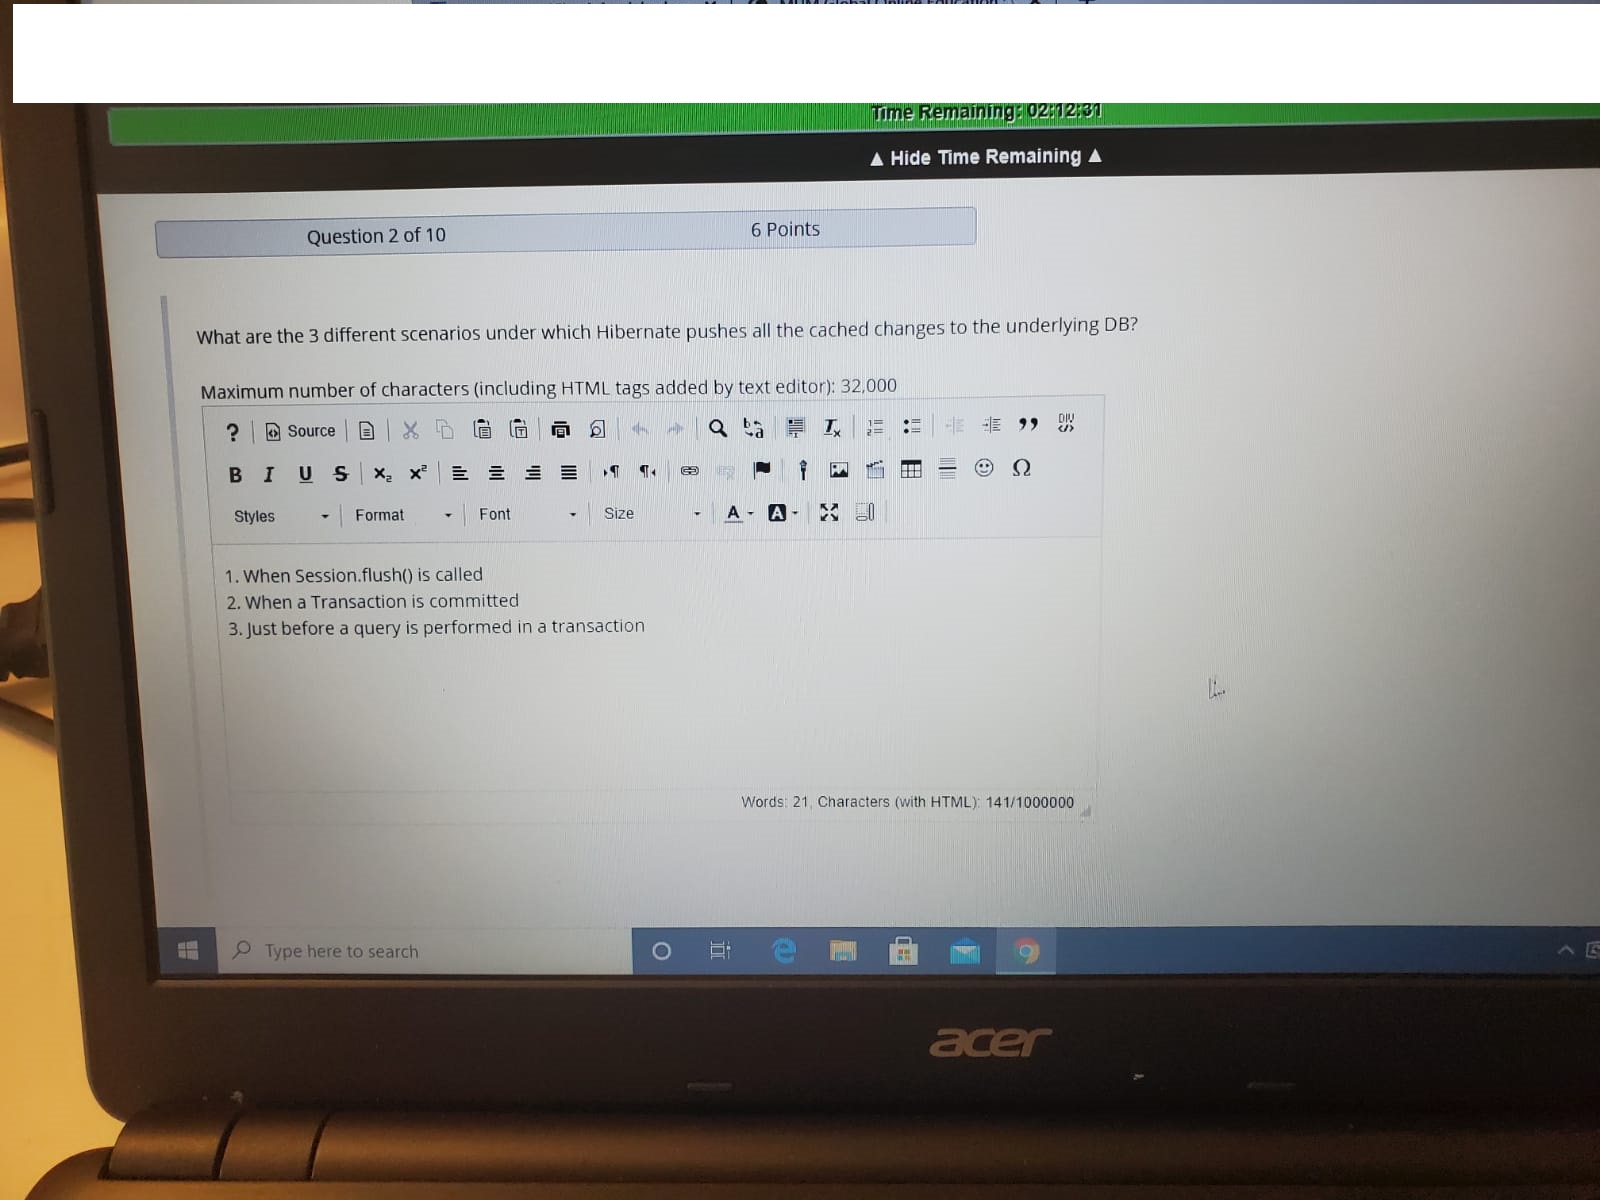 Time Remaining: 02:12:31
▲ Hide Time Remaining ▲
Question 2 of 10 6 Points
What are the 3 different scenarios under which Hibernate pushes all the cached changes to the underlying DB?
Maximum number of characters (including HTML tags added by text editor): 32,000
? Source
B I U S x₂ x² Ω
Styles Format Font Size A A
1. When Session.flush() is called
2. When a Transaction is committed
3. Just before a query is performed in a transaction
Words: 21, Characters (with HTML): 141/1000000
Type here to search
acer